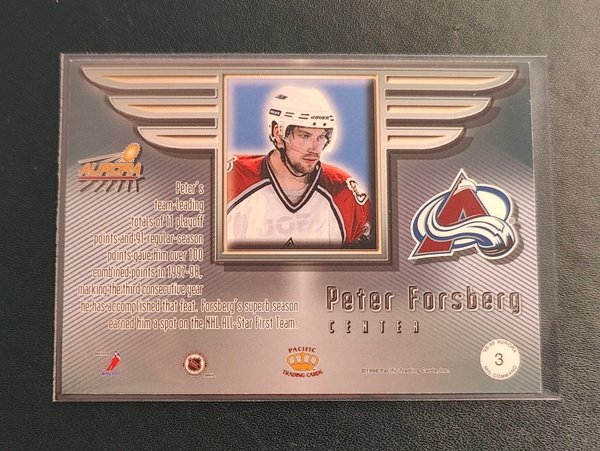 AURORA
Peter's
team-leading
totals of 11 playoff
points and 91 regular-season
points gave him over 100
combined points in 1997-98,
marking the third consecutive year
he has accomplished that feat. Forsberg's superb season
earned him a spot on the NHL All-Star First Team.
Peter Forsberg
CENTER
PACIFIC
TRADING CARDS
©1998 Pacific Trading Cards, Inc.
3
BAUER
NHLPA
NHL